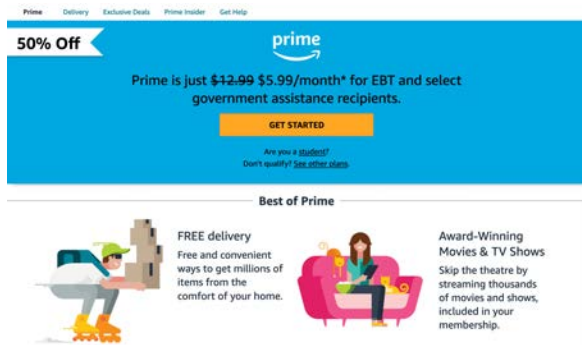 Prime Delivery Exclusive Deals Prime Insider Get Help
50% Off
prime
Prime is just $12.99 $5.99/month* for EBT and select
government assistance recipients.
GET STARTED
Are you a student?
Don't qualify? See other plans.
Best of Prime
FREE delivery
Free and convenient
ways to get millions of
items from the
comfort of your home.
Award-Winning
Movies & TV Shows
Skip the theatre by
streaming thousands
of movies and shows,
included in your
membership.